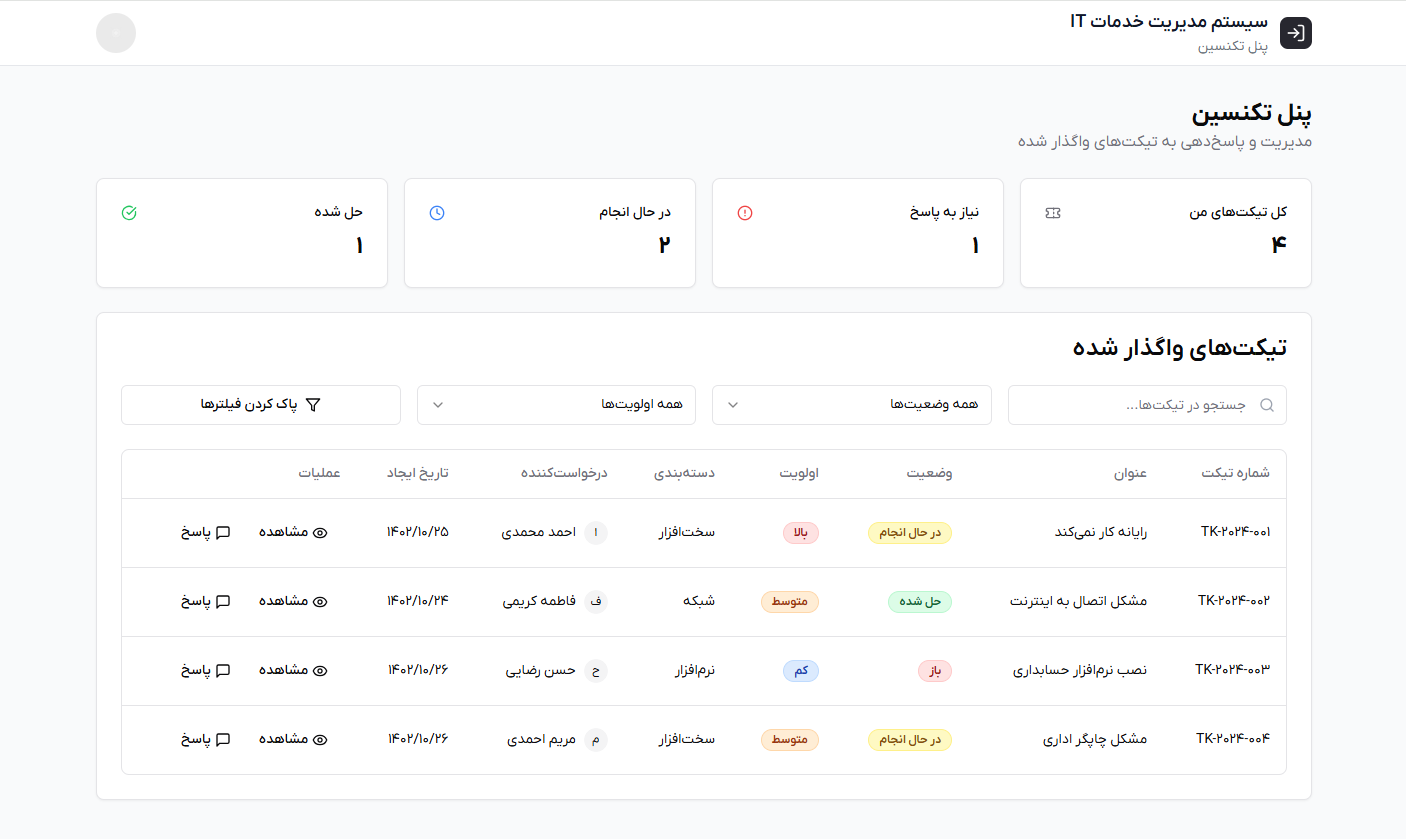 سیستم مدیریت خدمات IT
پنل تکنسین
پنل تکنسین
مدیریت و پاسخ‌دهی به تیکت‌های واگذار شده
کل تیکت‌های من
۴
نیاز به پاسخ
۱
در حال انجام
۲
حل شده
۱
تیکت‌های واگذار شده
جستجو در تیکت‌ها...
همه وضعیت‌ها
همه اولویت‌ها
پاک کردن فیلترها
شماره تیکت عنوان وضعیت اولویت دسته‌بندی درخواست‌کننده تاریخ ایجاد عملیات
TK-۲۰۲۴-۰۰۱ رایانه کار نمی‌کند در حال انجام بالا سخت‌افزار ا احمد محمدی ۱۴۰۲/۱۰/۲۵ مشاهده پاسخ
TK-۲۰۲۴-۰۰۲ مشکل اتصال به اینترنت حل شده متوسط شبکه ف فاطمه کریمی ۱۴۰۲/۱۰/۲۴ مشاهده پاسخ
TK-۲۰۲۴-۰۰۳ نصب نرم‌افزار حسابداری باز کم نرم‌افزار ح حسن رضایی ۱۴۰۲/۱۰/۲۶ مشاهده پاسخ
TK-۲۰۲۴-۰۰۴ مشکل چاپگر اداری در حال انجام متوسط سخت‌افزار م مریم احمدی ۱۴۰۲/۱۰/۲۶ مشاهده پاسخ